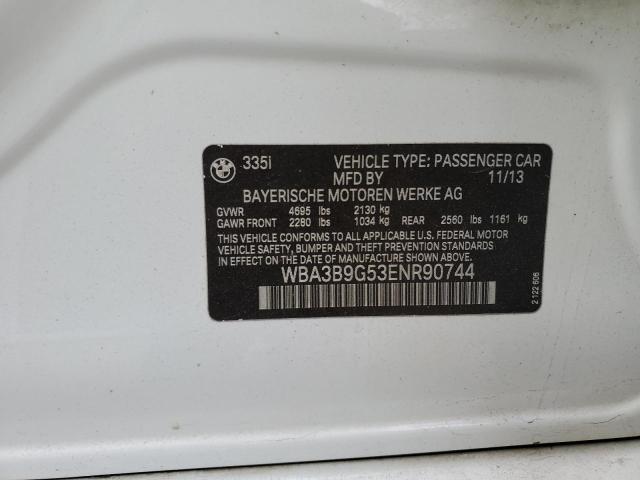 335i VEHICLE TYPE: PASSENGER CAR
MFD BY 11/13
BAYERISCHE MOTOREN WERKE AG
GVWR 4695 lbs 2130 kg
GAWR FRONT 2280 lbs 1034 kg REAR 2560 lbs 1161 kg
THIS VEHICLE CONFORMS TO ALL APPLICABLE U.S. FEDERAL MOTOR
VEHICLE SAFETY, BUMPER AND THEFT PREVENTION STANDARDS
IN EFFECT ON THE DATE OF MANUFACTURE SHOWN ABOVE.
WBA3B9G53ENR90744
2 122 606